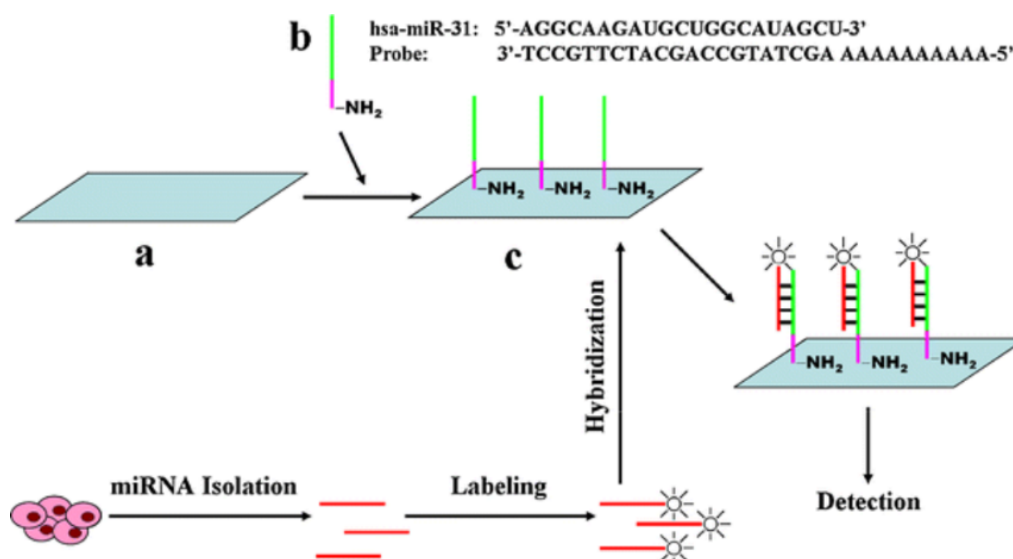 b
hsa-miR-31: 5'-AGGCAAGAUGCUGGCAUAGCU-3'
Probe: 3'-TCCGTTCTACGACCGTATCGA AAAAAAAAAAA-5'
–NH2
–NH2 –NH2 –NH2
a
c
Hybridization
–NH2 –NH2 –NH2
miRNA Isolation
Labeling
Detection